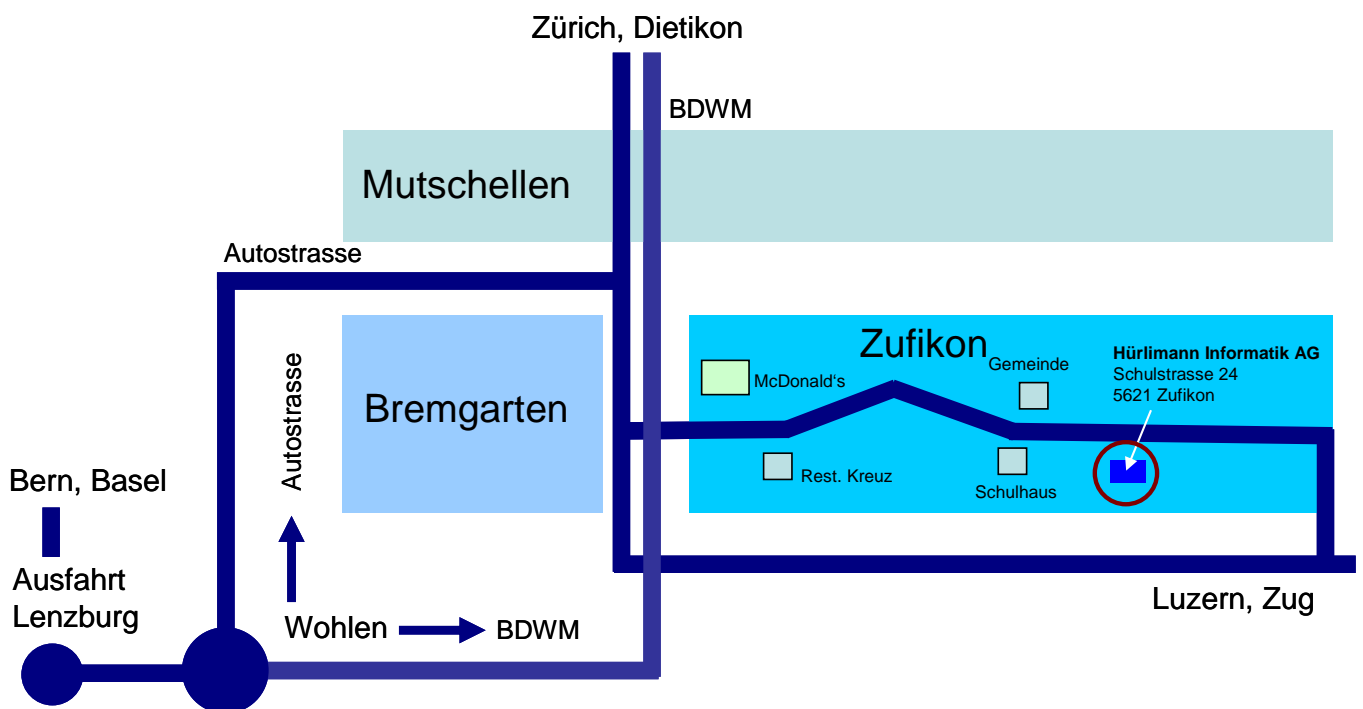 Zürich, Dietikon
BDWM
Mutschellen
Autostrasse
Autostrasse
Bremgarten
Zufikon
McDonald‘s
Gemeinde
Hürlimann Informatik AG
Schulstrasse 24
5621 Zufikon
Rest. Kreuz
Schulhaus
Bern, Basel
Ausfahrt
Lenzburg
Wohlen
BDWM
Luzern, Zug